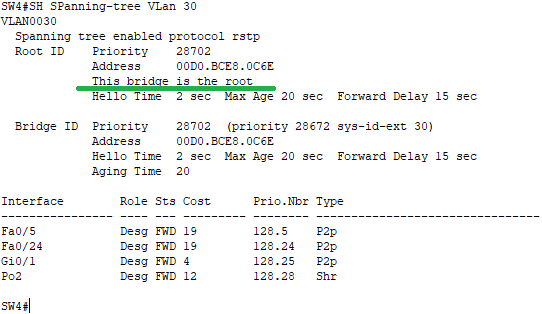 SW4#SH SPanning-tree VLan 30
VLAN0030
Spanning tree enabled protocol rstp
Root ID Priority 28702
Address 00D0.BCE8.0C6E
This bridge is the root
Hello Time 2 sec Max Age 20 sec Forward Delay 15 sec
Bridge ID Priority 28702 (priority 28672 sys-id-ext 30)
Address 00D0.BCE8.0C6E
Hello Time 2 sec Max Age 20 sec Forward Delay 15 sec
Aging Time 20
Interface Role Sts Cost Prio.Nbr Type
---------------- ---- --- --------- -------- --------------------------------
Fa0/5 Desg FWD 19 128.5 P2p
Fa0/24 Desg FWD 19 128.24 P2p
Gi0/1 Desg FWD 4 128.25 P2p
Po2 Desg FWD 12 128.28 Shr
SW4#